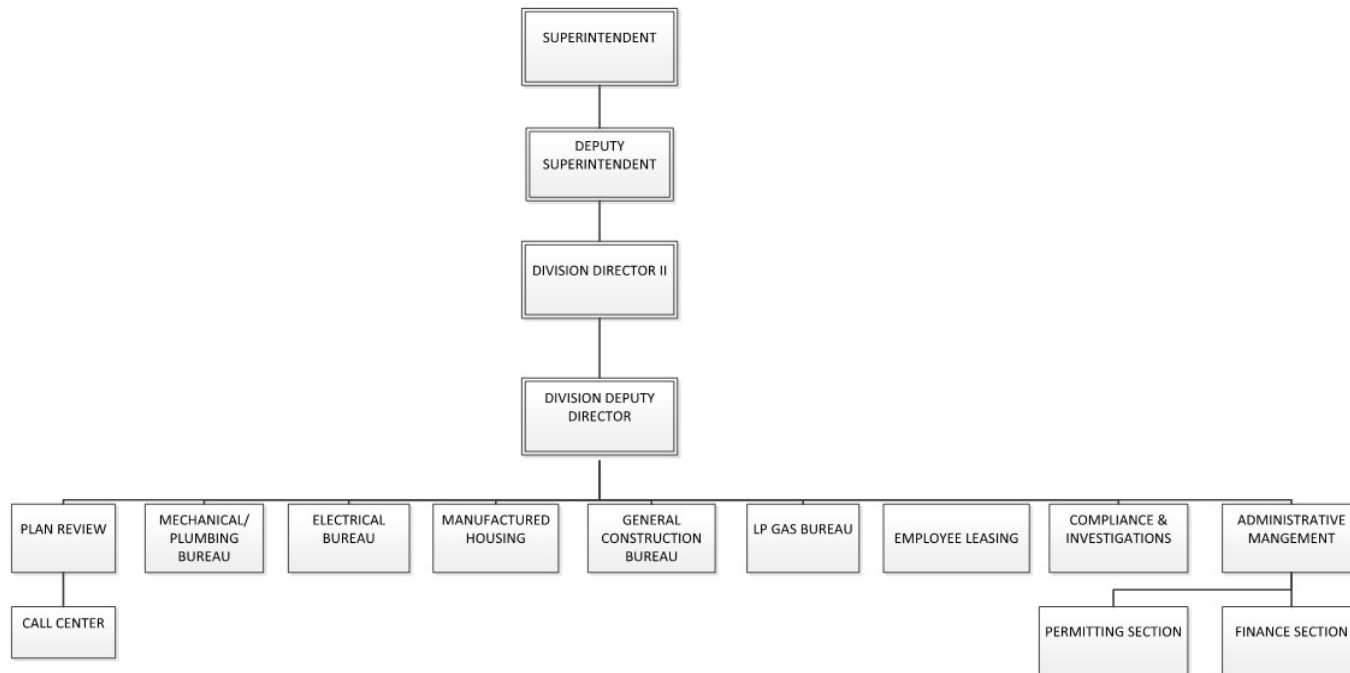 SUPERINTENDENT
DEPUTY
SUPERINTENDENT
DIVISION DIRECTOR II
DIVISION DEPUTY
DIRECTOR
PLAN REVIEW
MECHANICAL/
PLUMBING
BUREAU
ELECTRICAL
BUREAU
MANUFACTURED
HOUSING
GENERAL
CONSTRUCTION
BUREAU
LP GAS BUREAU
EMPLOYEE LEASING
COMPLIANCE &
INVESTIGATIONS
ADMINISTRATIVE
MANGEMENT
CALL CENTER
PERMITTING SECTION
FINANCE SECTION